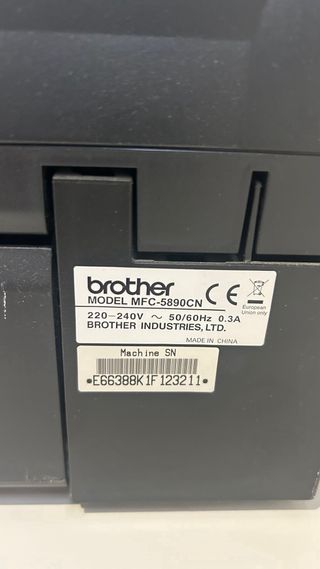 brother
MODEL MFC-5890CN
CE
European
Union only
220-240V ~ 50/60Hz 0.3A
BROTHER INDUSTRIES, LTD.
MADE IN CHINA
Machine SN
•E66388K1F123211•